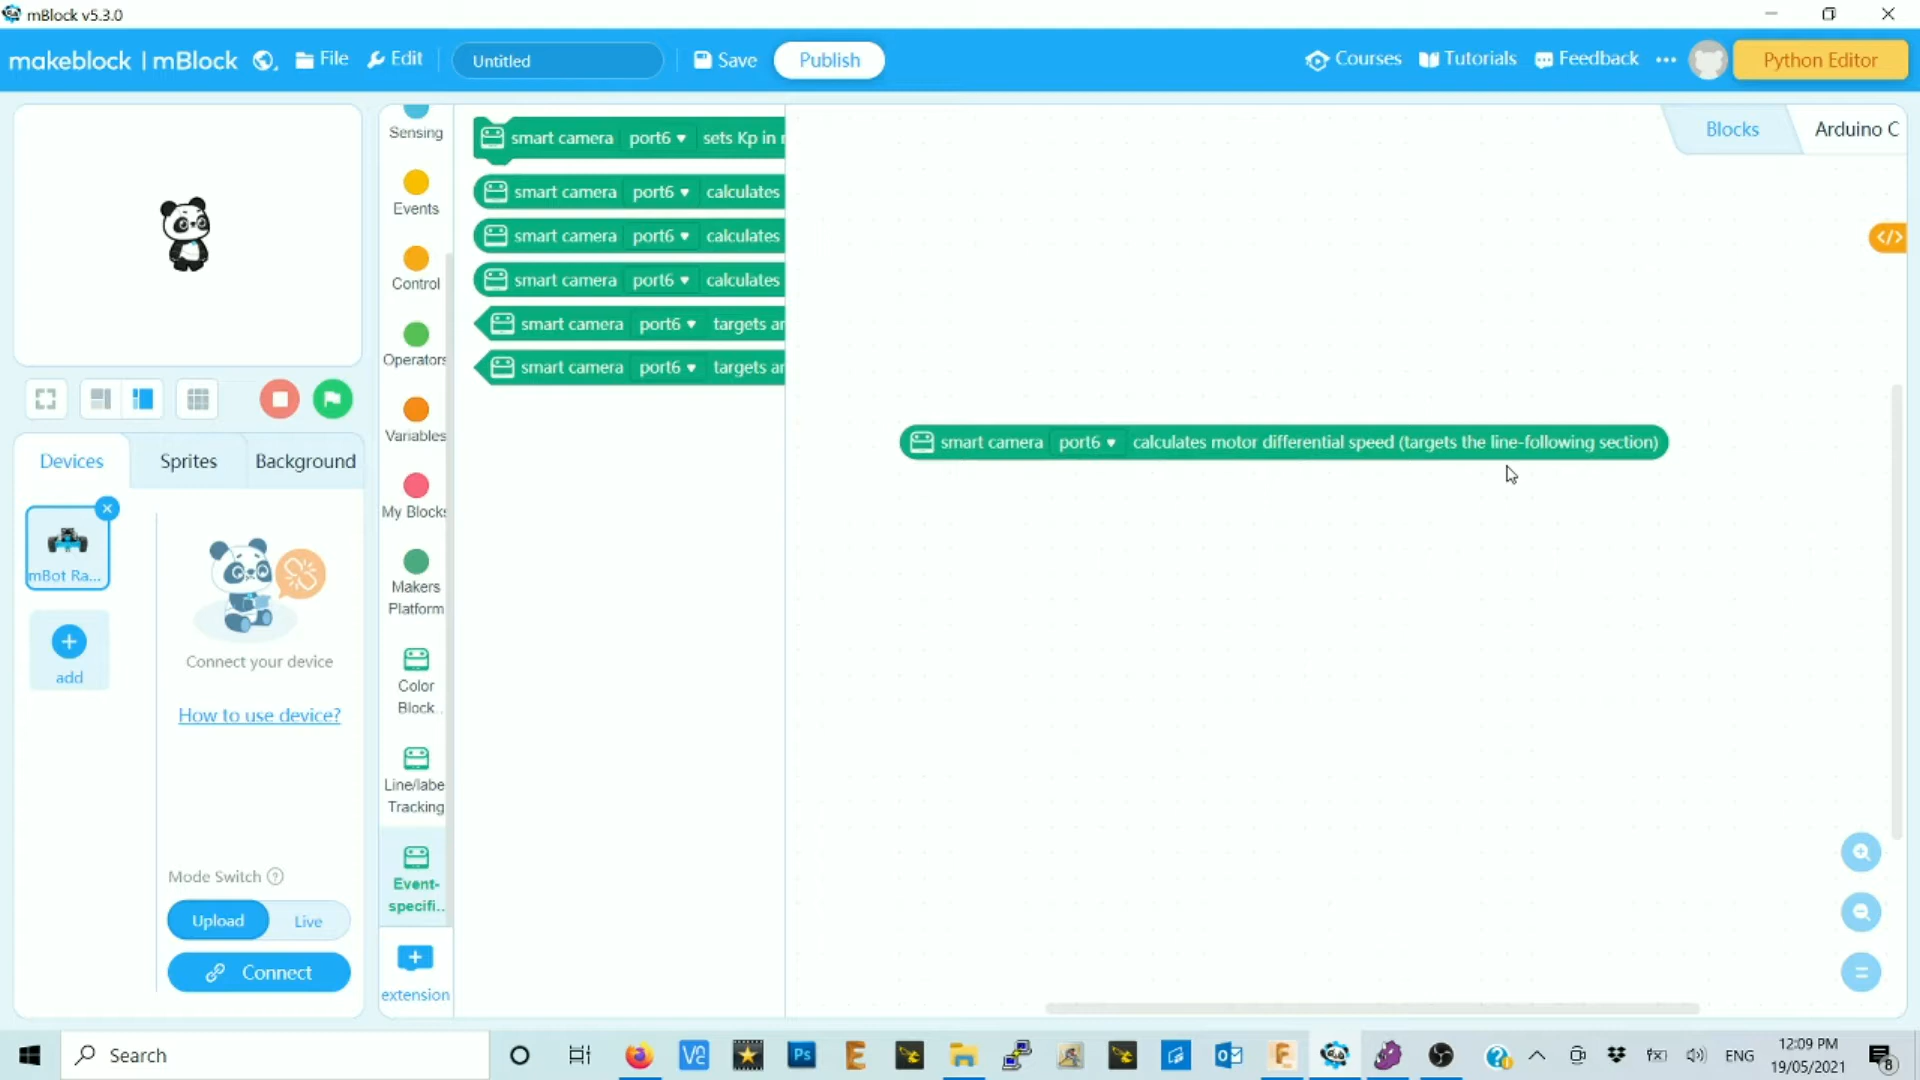 mBlock v5.3.0
makeblock | mBlock File Edit Untitled Save Publish Courses Tutorials Feedback ... Python Editor
Devices Sprites Background
mBot Ra...
add
Connect your device
How to use device?
Mode Switch ?
Upload Live
Connect
Sensing
Events
Control
Operators
Variables
My Blocks
Makers
Platform
Color
Block..
Line/labe
Tracking
Event-
specifi..
extension
smart camera port6 sets Kp in
smart camera port6 calculates
smart camera port6 calculates
smart camera port6 calculates
smart camera port6 targets ar
smart camera port6 targets ar
Blocks Arduino C
</>
smart camera port6 calculates motor differential speed (targets the line-following section)
Search
Ps
ENG
12:09 PM
19/05/2021
8